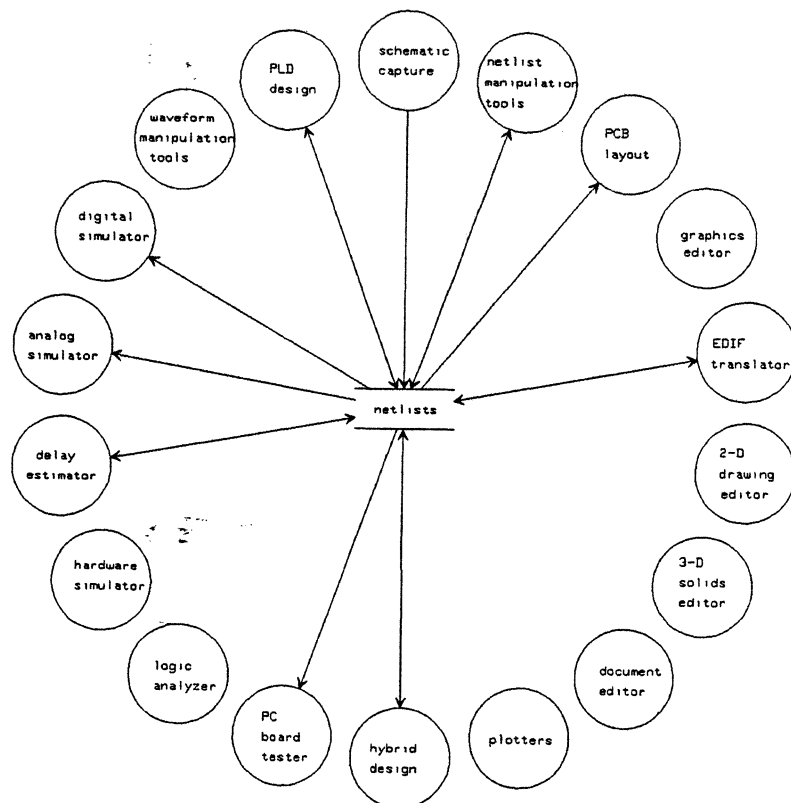 schematic
capture
netlist
manipulation
tools
PCB
layout
graphics
editor
EDIF
translator
2-D
drawing
editor
3-D
solids
editor
document
editor
plotters
hybrid
design
PC
board
tester
logic
analyzer
hardware
simulator
delay
estimator
analog
simulator
digital
simulator
waveform
manipulation
tools
PLD
design
netlists